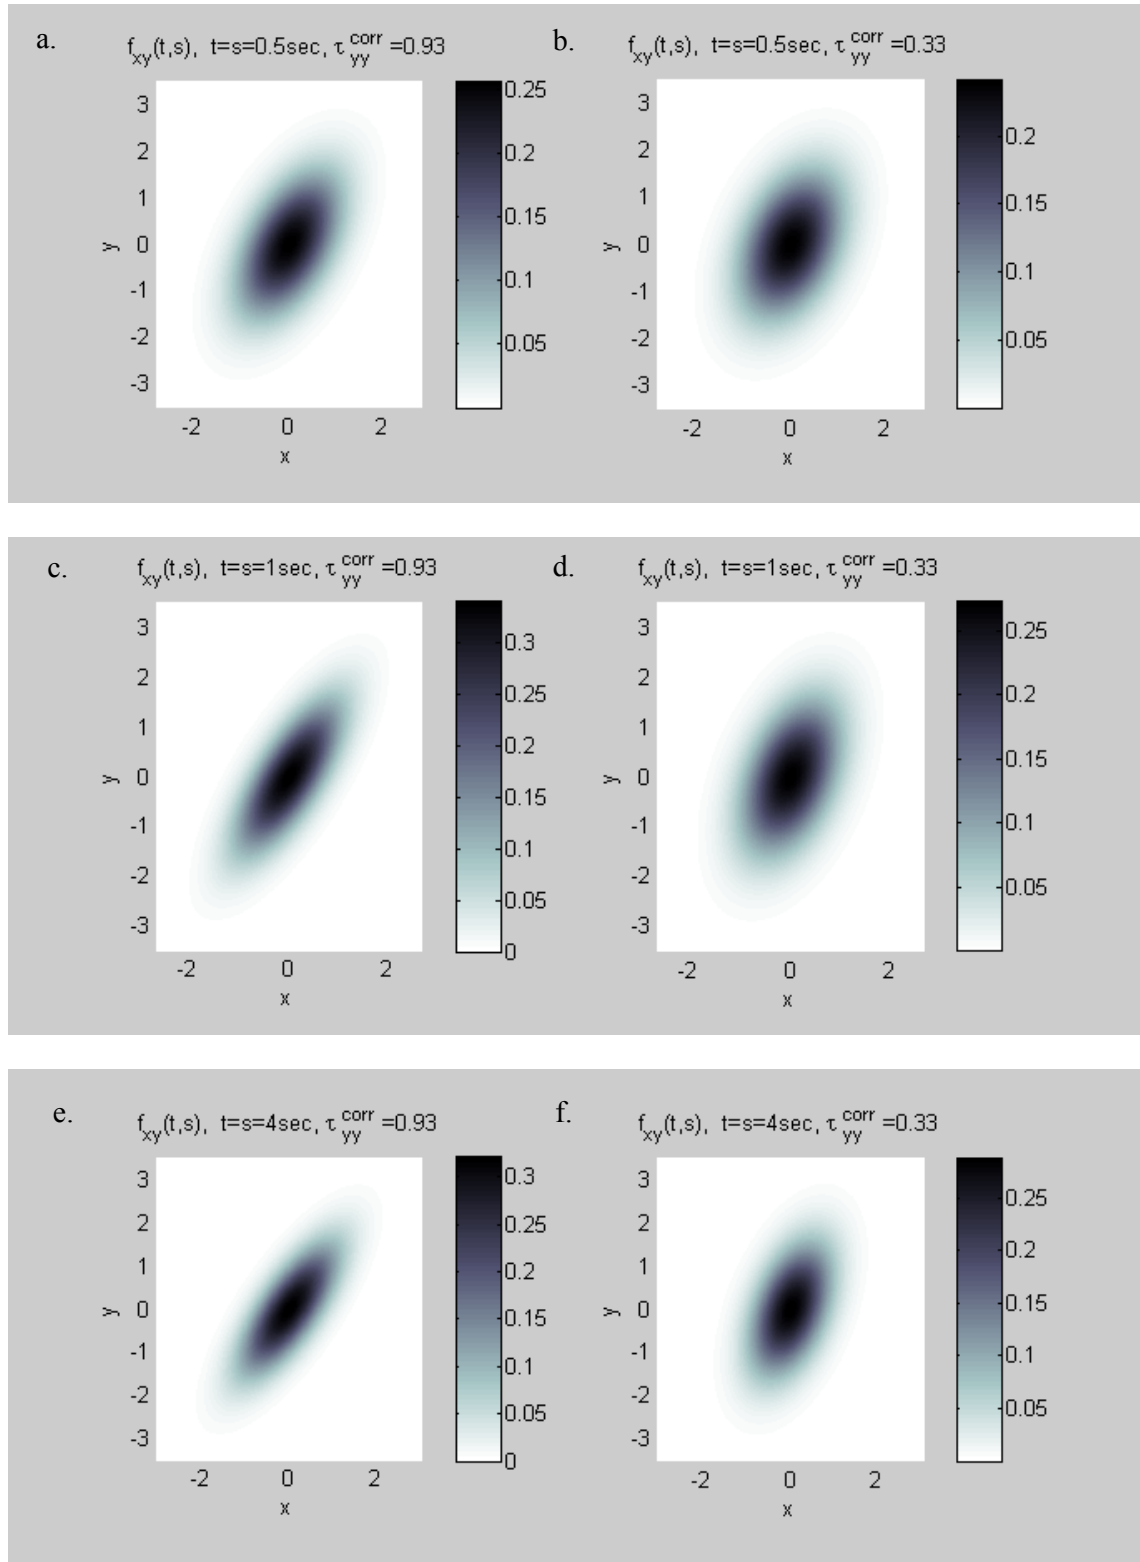 a.
f_xy(t,s), t=s=0.5sec, τ_yy^corr =0.93
3
2
1
0
-1
-2
-3
y
-2 0 2
x
0.25
0.2
0.15
0.1
0.05
b.
f_xy(t,s), t=s=0.5sec, τ_yy^corr =0.33
3
2
1
0
-1
-2
-3
y
-2 0 2
x
0.2
0.15
0.1
0.05
c.
f_xy(t,s), t=s=1sec, τ_yy^corr =0.93
3
2
1
0
-1
-2
-3
y
-2 0 2
x
0.3
0.25
0.2
0.15
0.1
0.05
0
d.
f_xy(t,s), t=s=1sec, τ_yy^corr =0.33
3
2
1
0
-1
-2
-3
y
-2 0 2
x
0.25
0.2
0.15
0.1
0.05
e.
f_xy(t,s), t=s=4sec, τ_yy^corr =0.93
3
2
1
0
-1
-2
-3
y
-2 0 2
x
0.3
0.25
0.2
0.15
0.1
0.05
0
f.
f_xy(t,s), t=s=4sec, τ_yy^corr =0.33
3
2
1
0
-1
-2
-3
y
-2 0 2
x
0.25
0.2
0.15
0.1
0.05